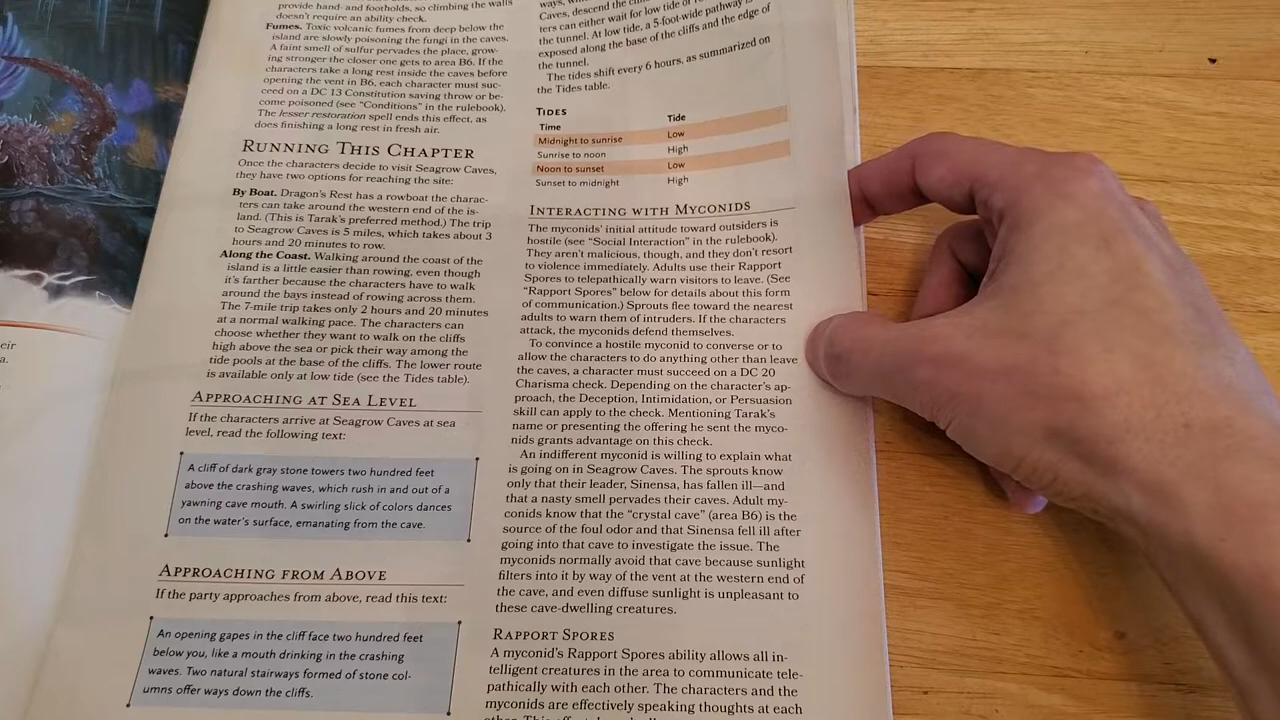 eir
a.
provide hand- and footholds, so climbing the walls
doesn't require an ability check.
Fumes. Toxic volcanic fumes from deep below the
island are slowly poisoning the fungi in the caves.
A faint smell of sulfur pervades the place, grow-
ing stronger the closer one gets to area B6. If the
characters take a long rest inside the caves before
opening the vent in B6, each character must suc-
ceed on a DC 13 Constitution saving throw or be-
come poisoned (see "Conditions" in the rulebook).
The lesser restoration spell ends this effect, as
does finishing a long rest in fresh air.
RUNNING THIS CHAPTER
Once the characters decide to visit Seagrow Caves,
they have two options for reaching the site:
By Boat. Dragon's Rest has a rowboat the charac-
ters can take around the western end of the is-
land. (This is Tarak's preferred method.) The trip
to Seagrow Caves is 5 miles, which takes about 3
hours and 20 minutes to row.
Along the Coast. Walking around the coast of the
island is a little easier than rowing, even though
it's farther because the characters have to walk
around the bays instead of rowing across them.
The 7-mile trip takes only 2 hours and 20 minutes
at a normal walking pace. The characters can
choose whether they want to walk on the cliffs
high above the sea or pick their way among the
tide pools at the base of the cliffs. The lower route
is available only at low tide (see the Tides table).
APPROACHING AT SEA LEVEL
If the characters arrive at Seagrow Caves at sea
level, read the following text:
A cliff of dark gray stone towers two hundred feet
above the crashing waves, which rush in and out of a
yawning cave mouth. A swirling slick of colors dances
on the water's surface, emanating from the cave.
APPROACHING FROM ABOVE
If the party approaches from above, read this text:
An opening gapes in the cliff face two hundred feet
below you, like a mouth drinking in the crashing
waves. Two natural stairways formed of stone col-
umns offer ways down the cliffs.
Caves, descend the
ters can either wait for low tide or
the tunnel. At low tide, a 5-foot-wide pathway is
exposed along the base of the cliffs and the edge of
the tunnel.
The tides shift every 6 hours, as summarized on
the Tides table.
TIDES
Time Tide
Midnight to sunrise Low
Sunrise to noon High
Noon to sunset Low
Sunset to midnight High
INTERACTING WITH MYCONIDS
The myconids' initial attitude toward outsiders is
hostile (see "Social Interaction" in the rulebook).
They aren't malicious, though, and they don't resort
to violence immediately. Adults use their Rapport
Spores to telepathically warn visitors to leave. (See
"Rapport Spores" below for details about this form
of communication.) Sprouts flee toward the nearest
adults to warn them of intruders. If the characters
attack, the myconids defend themselves.
To convince a hostile myconid to converse or to
allow the characters to do anything other than leave
the caves, a character must succeed on a DC 20
Charisma check. Depending on the character's ap-
proach, the Deception, Intimidation, or Persuasion
skill can apply to the check. Mentioning Tarak's
name or presenting the offering he sent the myco-
nids grants advantage on this check.
An indifferent myconid is willing to explain what
is going on in Seagrow Caves. The sprouts know
only that their leader, Sinensa, has fallen ill—and
that a nasty smell pervades their caves. Adult my-
conids know that the "crystal cave" (area B6) is the
source of the foul odor and that Sinensa fell ill after
going into that cave to investigate the issue. The
myconids normally avoid that cave because sunlight
filters into it by way of the vent at the western end of
the cave, and even diffuse sunlight is unpleasant to
these cave-dwelling creatures.
RAPPORT SPORES
A myconid's Rapport Spores ability allows all in-
telligent creatures in the area to communicate tele-
pathically with each other. The characters and the
myconids are effectively speaking thoughts at each